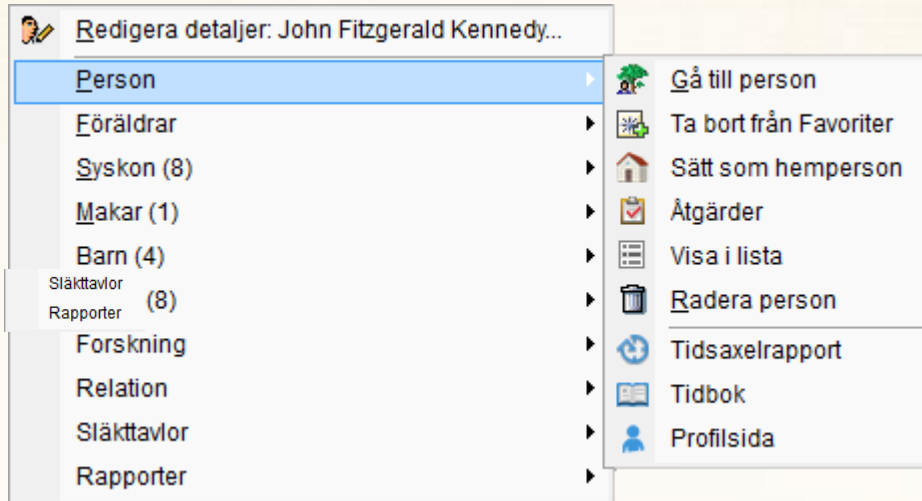 Redigera detaljer: John Fitzgerald Kennedy...
Person
Föräldrar
Syskon (8)
Makar (1)
Barn (4)
Släkttavlor
Rapporter
(8)
Forskning
Relation
Släkttavlor
Rapporter
Gå till person
Ta bort från Favoriter
Sätt som hemperson
Åtgärder
Visa i lista
Radera person
Tidsaxelrapport
Tidbok
Profilsida